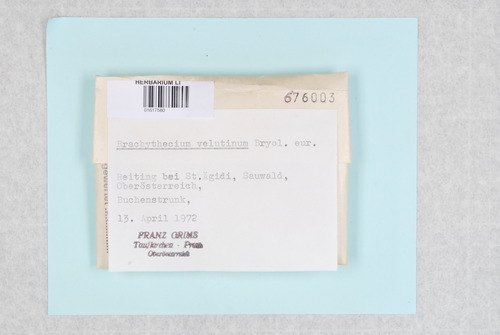 HERBARIUM LI
676003
Brachythecium velutinum Bryol. eur.
Reiting bei St.Ägidi, Sauwald,
Oberösterreich,
Buchenstrunk,
13. April 1972
FRANZ GRIMS
Taufkirchen - Pram
Oberösterreich